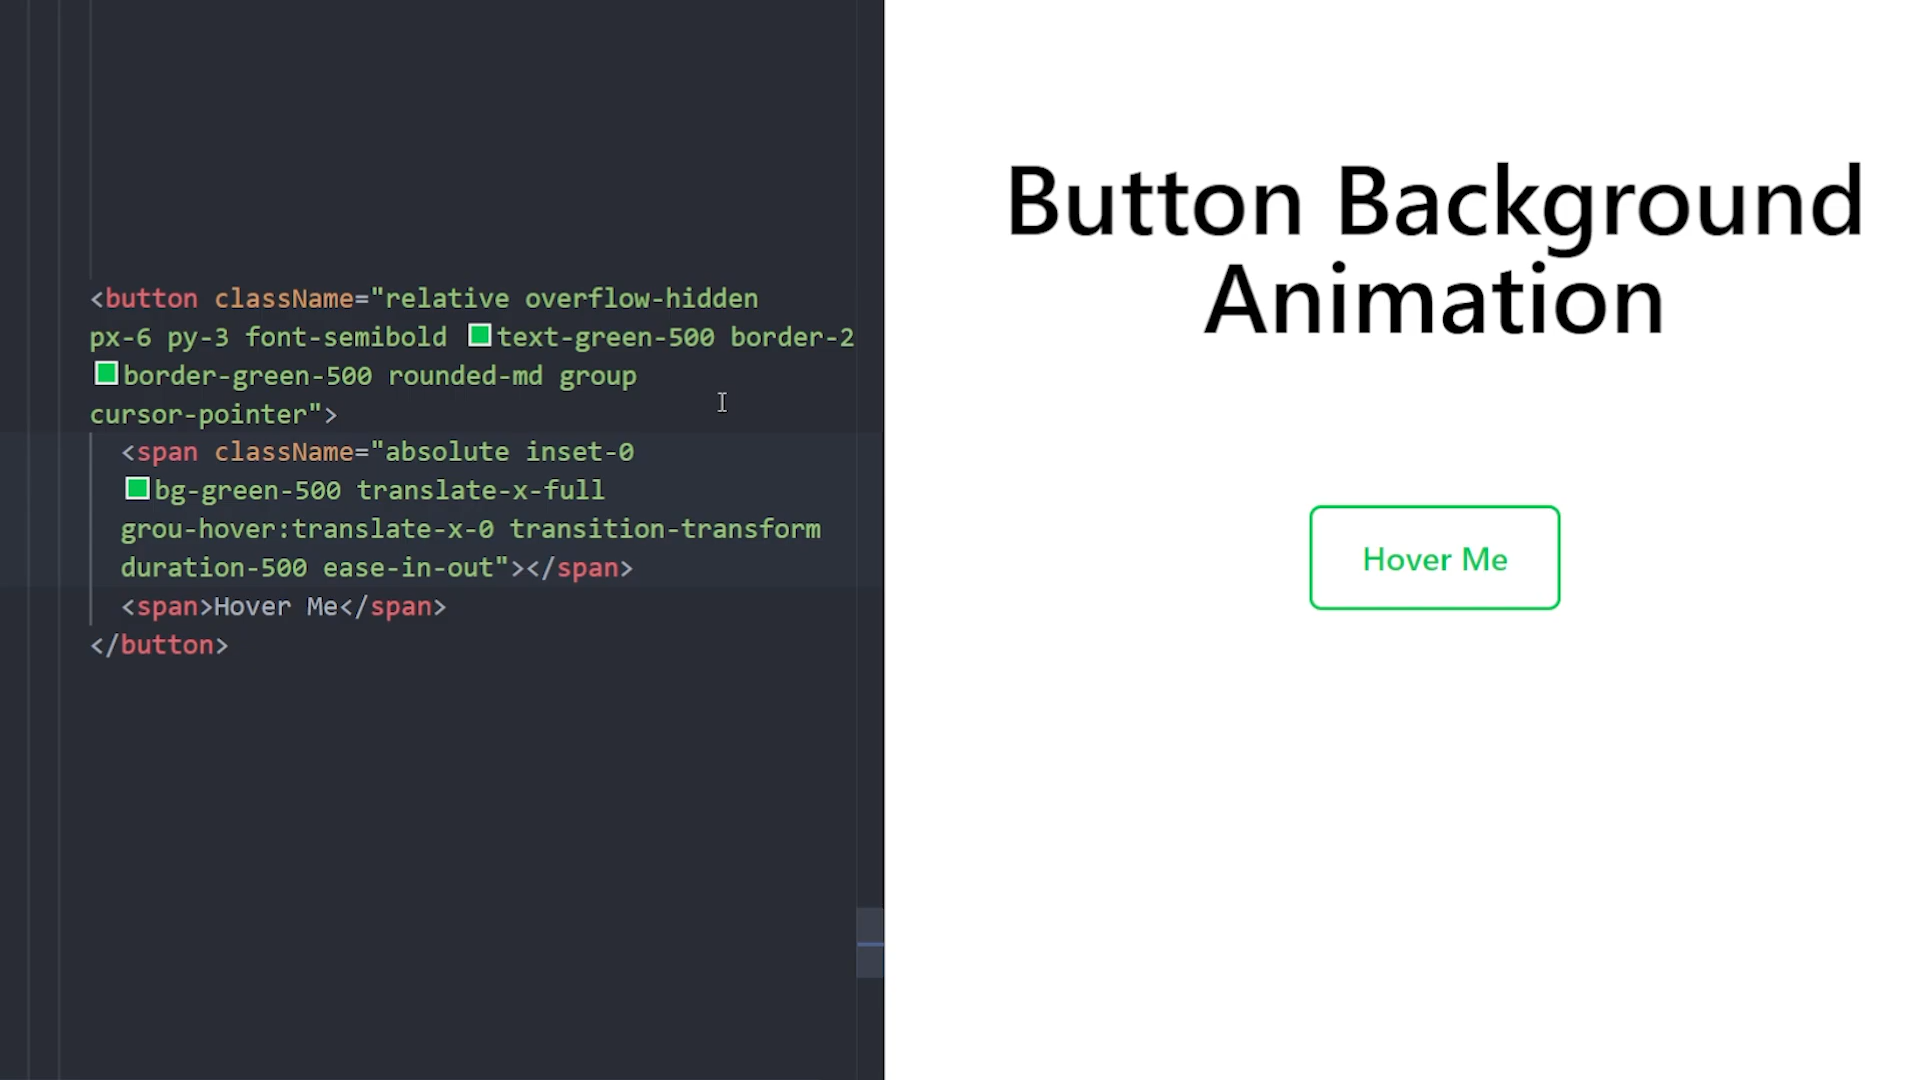 <button className="relative overflow-hidden
px-6 py-3 font-semibold text-green-500 border-2
border-green-500 rounded-md group
cursor-pointer">
<span className="absolute inset-0
bg-green-500 translate-x-full
grou-hover:translate-x-0 transition-transform
duration-500 ease-in-out"></span>
<span>Hover Me</span>
</button>
Button Background
Animation
Hover Me